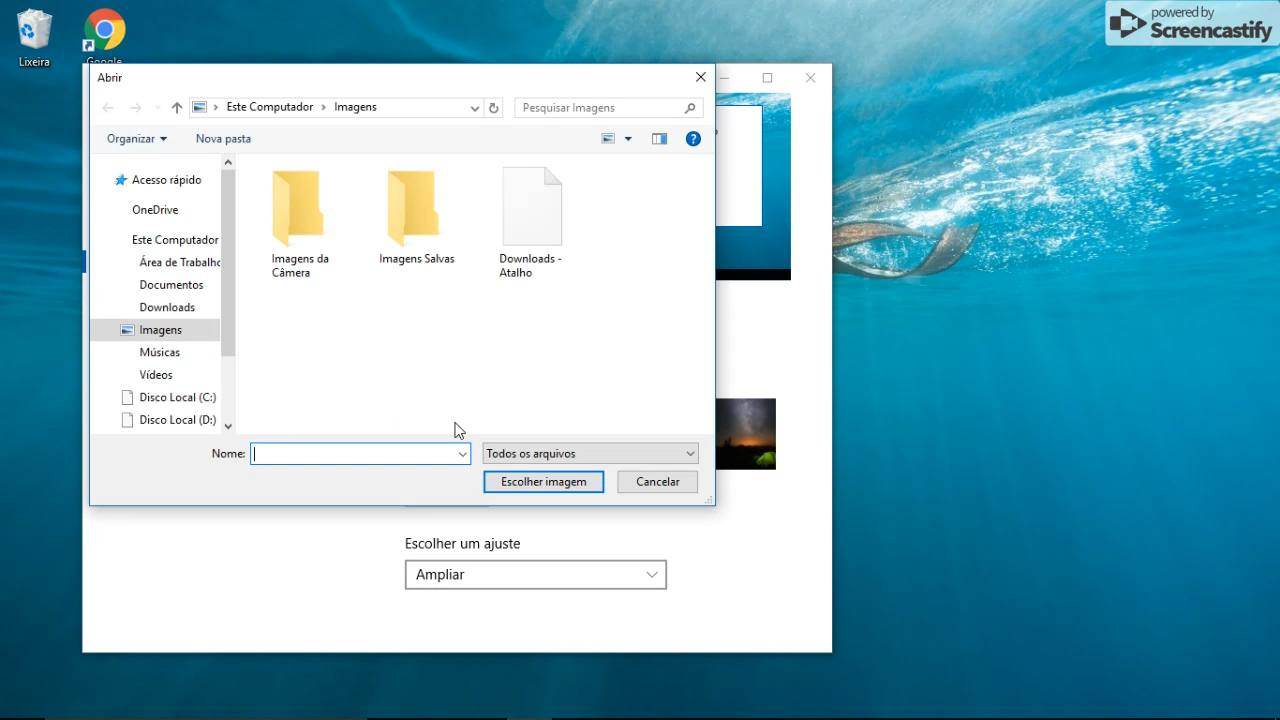 powered by
Screencastify
Lixeira
Google
Abrir
Este Computador
Imagens
Pesquisar Imagens
Organizar
Nova pasta
Acesso rápido
OneDrive
Este Computador
Área de Trabalho
Documentos
Downloads
Imagens
Músicas
Vídeos
Disco Local (C:)
Disco Local (D:)
Imagens da
Câmera
Imagens Salvas
Downloads -
Atalho
Nome:
Todos os arquivos
Escolher imagem
Cancelar
Escolher um ajuste
Ampliar